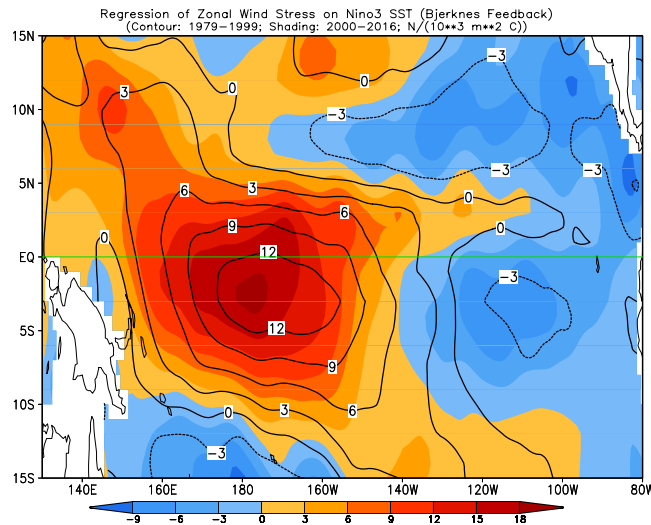 Regression of Zonal Wind Stress on Nino3 SST (Bjerknes Feedback)
(Contour: 1979-1999; Shading: 2000-2016; N/(10**3 m**2 C))
15N
10N
5N
EQ
5S
10S
15S
3
0
0
-3
-3
-3
-3
3
6
6
0
0
9
0
12
-3
12
9
6
3
0
-3
140E 160E 180 160W 140W 120W 100W 80W
-9 -6 -3 0 3 6 9 12 15 18